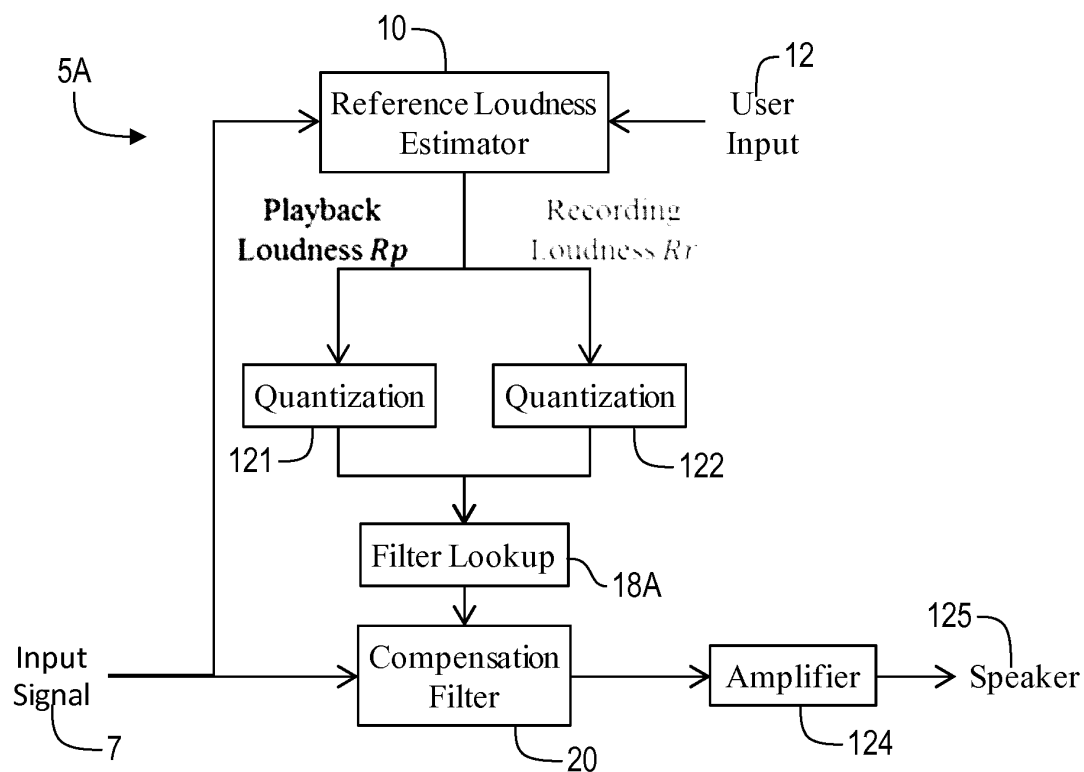 10
12
5A
Reference Loudness
Estimator
User
Input
Playback
Loudness Rp
Recording
Loudness Rr
Quantization
Quantization
121
122
Filter Lookup
18A
125
Input
Signal
Compensation
Filter
Amplifier
Speaker
7
20
124